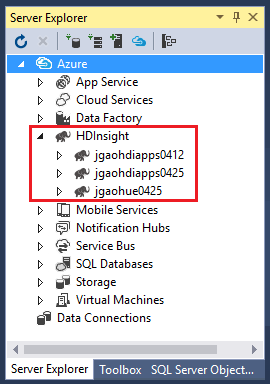 Server Explorer
Azure
App Service
Cloud Services
Data Factory
HDInsight
jgaohdiapps0412
jgaohdiapps0425
jgaohue0425
Mobile Services
Notification Hubs
Service Bus
SQL Databases
Storage
Virtual Machines
Data Connections
Server Explorer Toolbox SQL Server Object...